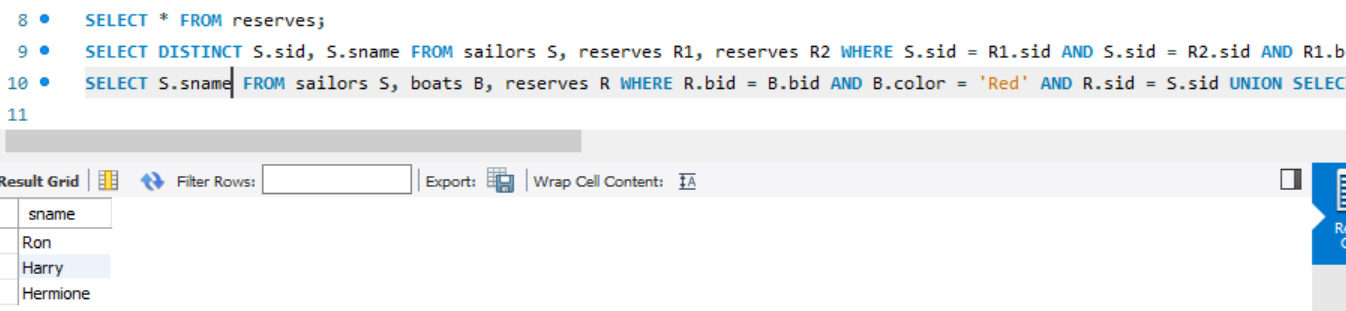 8 SELECT * FROM reserves;
9 SELECT DISTINCT S.sid, S.sname FROM sailors S, reserves R1, reserves R2 WHERE S.sid = R1.sid AND S.sid = R2.sid AND R1.b
10 SELECT S.sname FROM sailors S, boats B, reserves R WHERE R.bid = B.bid AND B.color = 'Red' AND R.sid = S.sid UNION SELEC
11
Result Grid Filter Rows: Export: Wrap Cell Content:
sname
Ron
Harry
Hermione